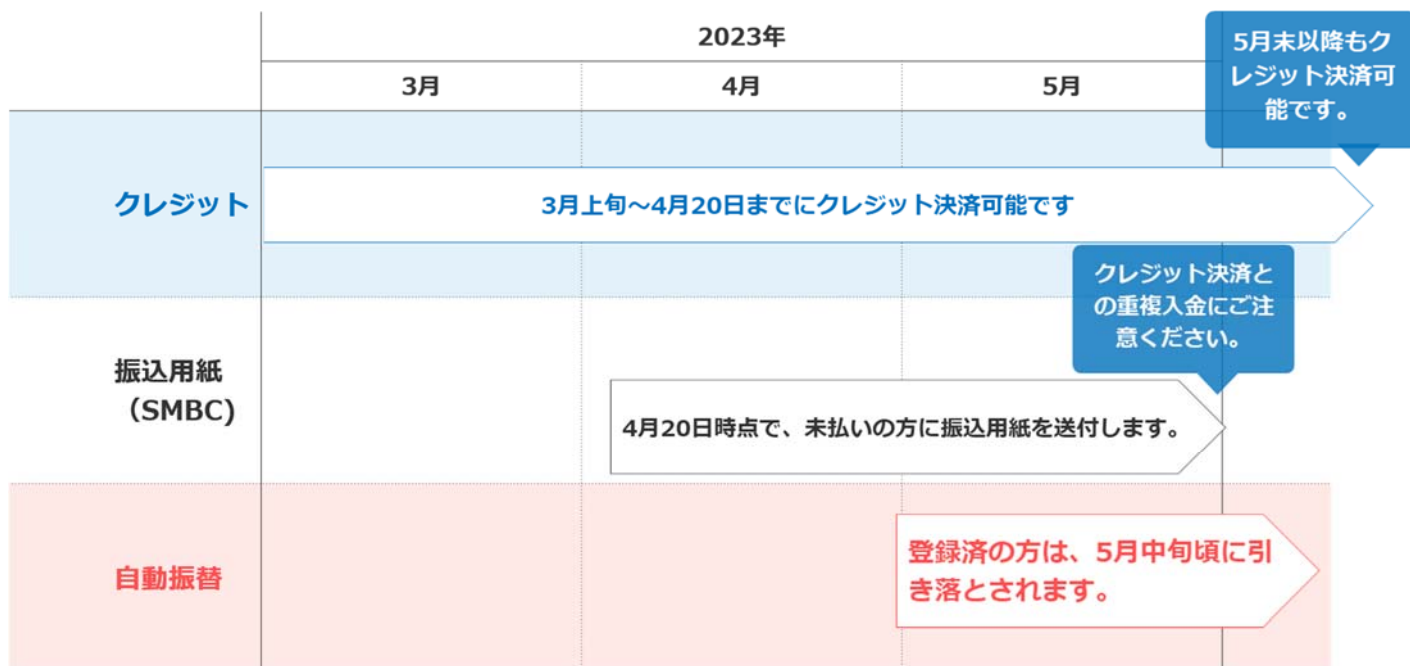 2023年
3月
4月
5月
5月末以降もク
レジット決済可
能です。
クレジット
3月上旬～4月20日までにクレジット決済可能です
クレジット決済と
の重複入金にご注
意ください。
振込用紙
（SMBC)
4月20日時点で、未払いの方に振込用紙を送付します。
自動振替
登録済の方は、5月中旬頃に引
き落とされます。